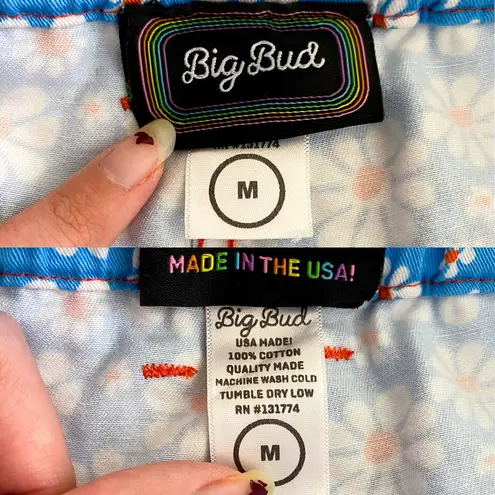 Big Bud
RN #131774
M
MADE IN THE USA!
Big Bud
USA MADE!
100% COTTON
QUALITY MADE
MACHINE WASH COLD
TUMBLE DRY LOW
RN #131774
M